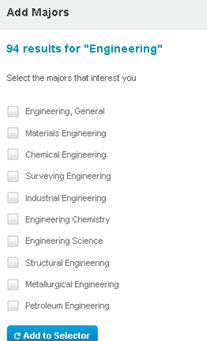 Add Majors
94 results for "Engineering"
Select the majors that interest you
Engineering, General
Materials Engineering
Chemical Engineering
Surveying Engineering
Industrial Engineering
Engineering Chemistry
Engineering Science
Structural Engineering
Metallurgical Engineering
Petroleum Engineering
Add to Selector